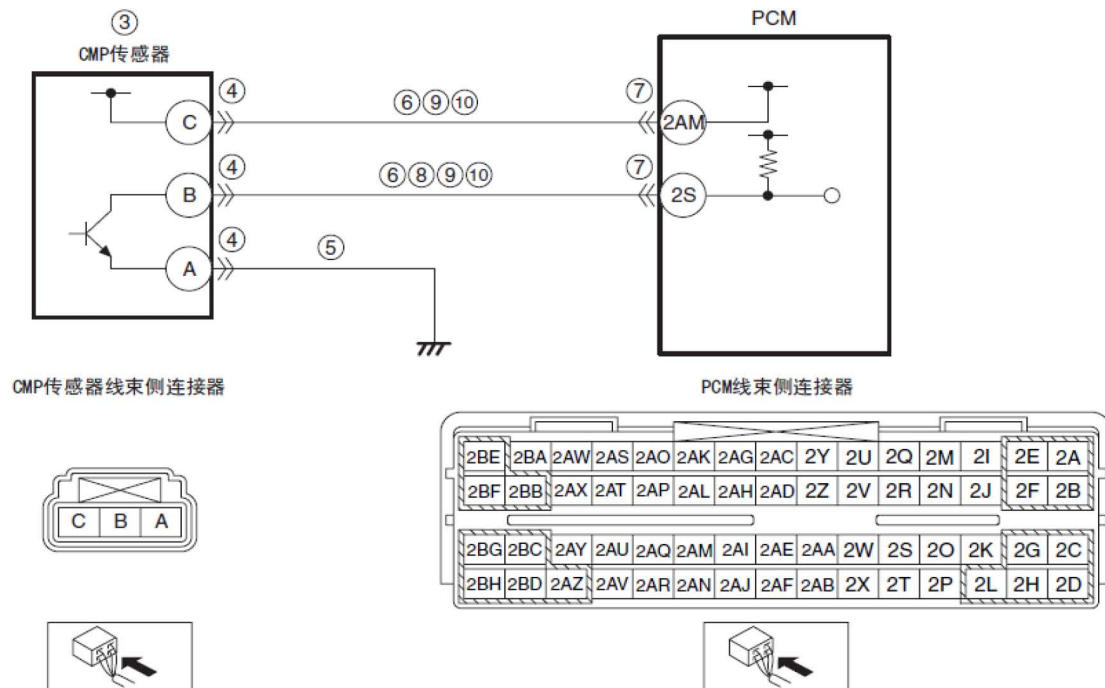 ③
CMP传感器
PCM
C ④ ⑥⑨⑩ ⑦ 2AM
B ④ ⑥⑧⑨⑩ ⑦ 2S
A ④ ⑤
CMP传感器线束侧连接器
PCM线束侧连接器
C B A
2BE 2BA 2AW 2AS 2AO 2AK 2AG 2AC 2Y 2U 2Q 2M 2I 2E 2A
2BF 2BB 2AX 2AT 2AP 2AL 2AH 2AD 2Z 2V 2R 2N 2J 2F 2B
2BG 2BC 2AY 2AU 2AQ 2AM 2AI 2AE 2AA 2W 2S 2O 2K 2G 2C
2BH 2BD 2AZ 2AV 2AR 2AN 2AJ 2AF 2AB 2X 2T 2P 2L 2H 2D